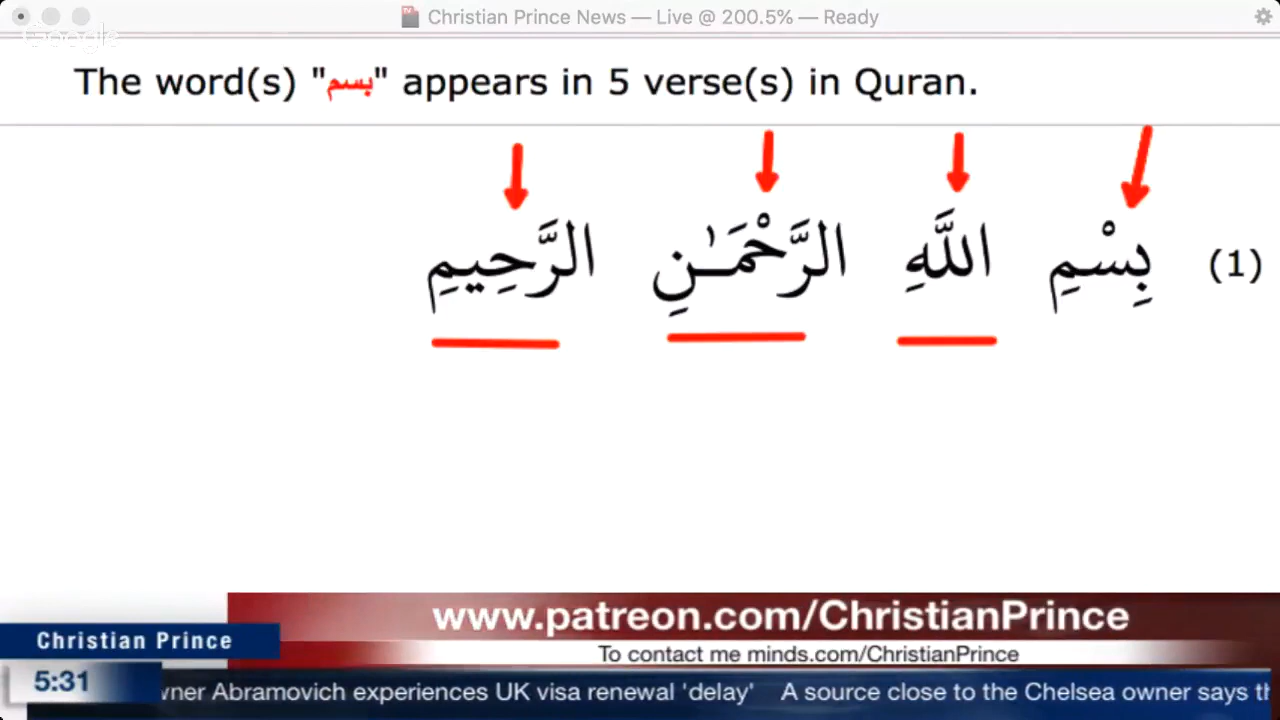 Christian Prince News — Live @ 200.5% — Ready
Google
The word(s) "بسم" appears in 5 verse(s) in Quran.
(1) بِسْمِ اللَّهِ الرَّحْمَـٰنِ الرَّحِيمِ
www.patreon.com/ChristianPrince
Christian Prince
To contact me minds.com/ChristianPrince
5:31
Abramovich experiences UK visa renewal 'delay' A source close to the Chelsea owner says